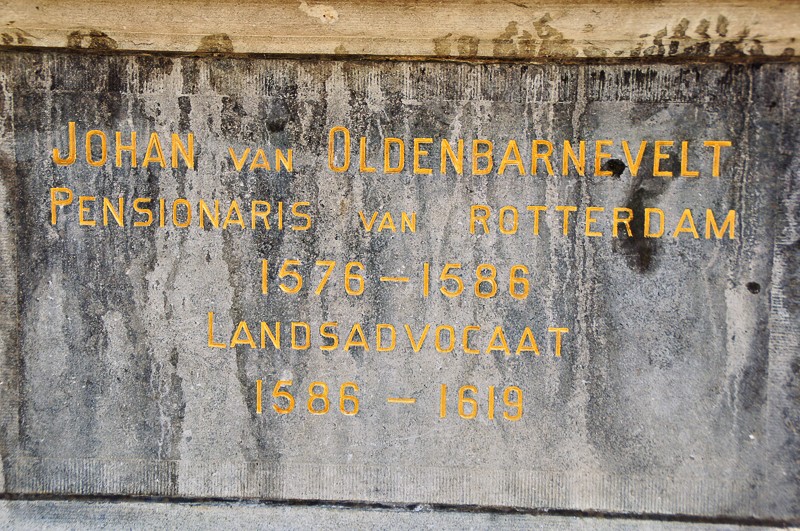 JOHAN VAN OLDENBARNEVELT
PENSIONARIS VAN ROTTERDAM
1576 – 1586
LANDSADVOCAAT
1586 – 1619